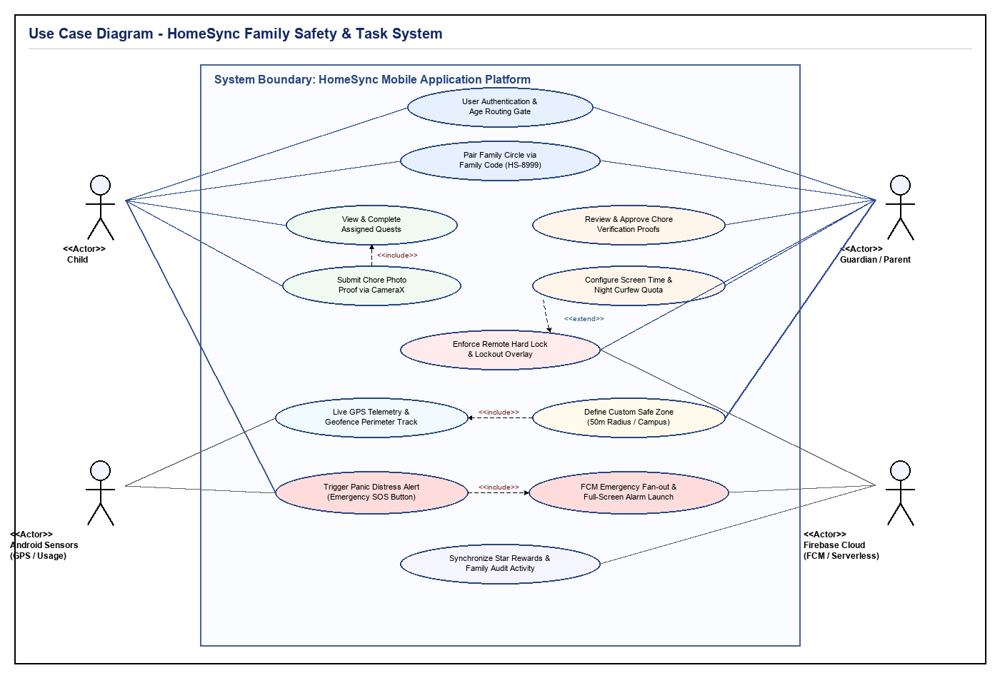 Use Case Diagram - HomeSync Family Safety & Task System
System Boundary: HomeSync Mobile Application Platform
User Authentication &
Age Routing Gate
Pair Family Circle via
Family Code (HS-8999)
View & Complete
Assigned Quests
Review & Approve Chore
Verification Proofs
<<Actor>>
Child
<<Actor>>
Guardian / Parent
<<include>>
Submit Chore Photo
Proof via CameraX
Configure Screen Time &
Night Curfew Quota
<<extend>>
Enforce Remote Hard Lock
& Lockout Overlay
Live GPS Telemetry &
Geofence Perimeter Track
<<include>>
Define Custom Safe Zone
(50m Radius / Campus)
Trigger Panic Distress Alert
(Emergency SOS Button)
<<include>>
FCM Emergency Fan-out &
Full-Screen Alarm Launch
<<Actor>>
Android Sensors
(GPS / Usage)
<<Actor>>
Firebase Cloud
(FCM / Serverless)
Synchronize Star Rewards &
Family Audit Activity